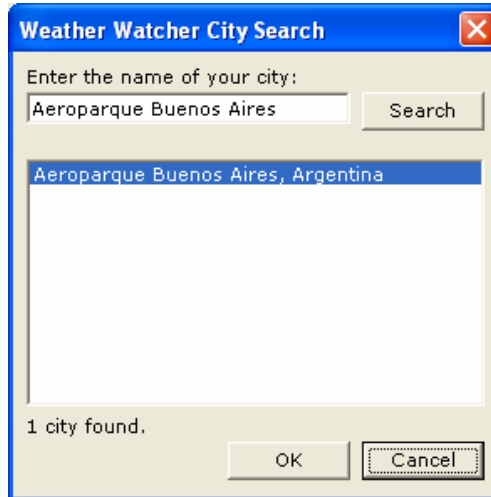 Weather Watcher City Search
Enter the name of your city:
Aeroparque Buenos Aires
Search
Aeroparque Buenos Aires, Argentina
1 city found.
OK Cancel